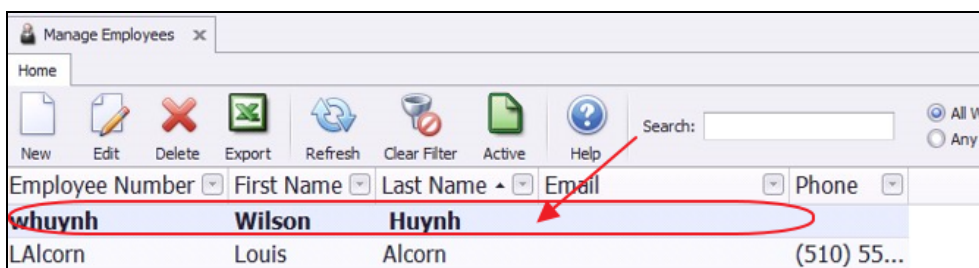 Manage Employees
Home
New Edit Delete Export Refresh Clear Filter Active Help Search: All W
Any
Employee Number First Name Last Name Email Phone
whuynh Wilson Huynh
LAlcorn Louis Alcorn (510) 55...